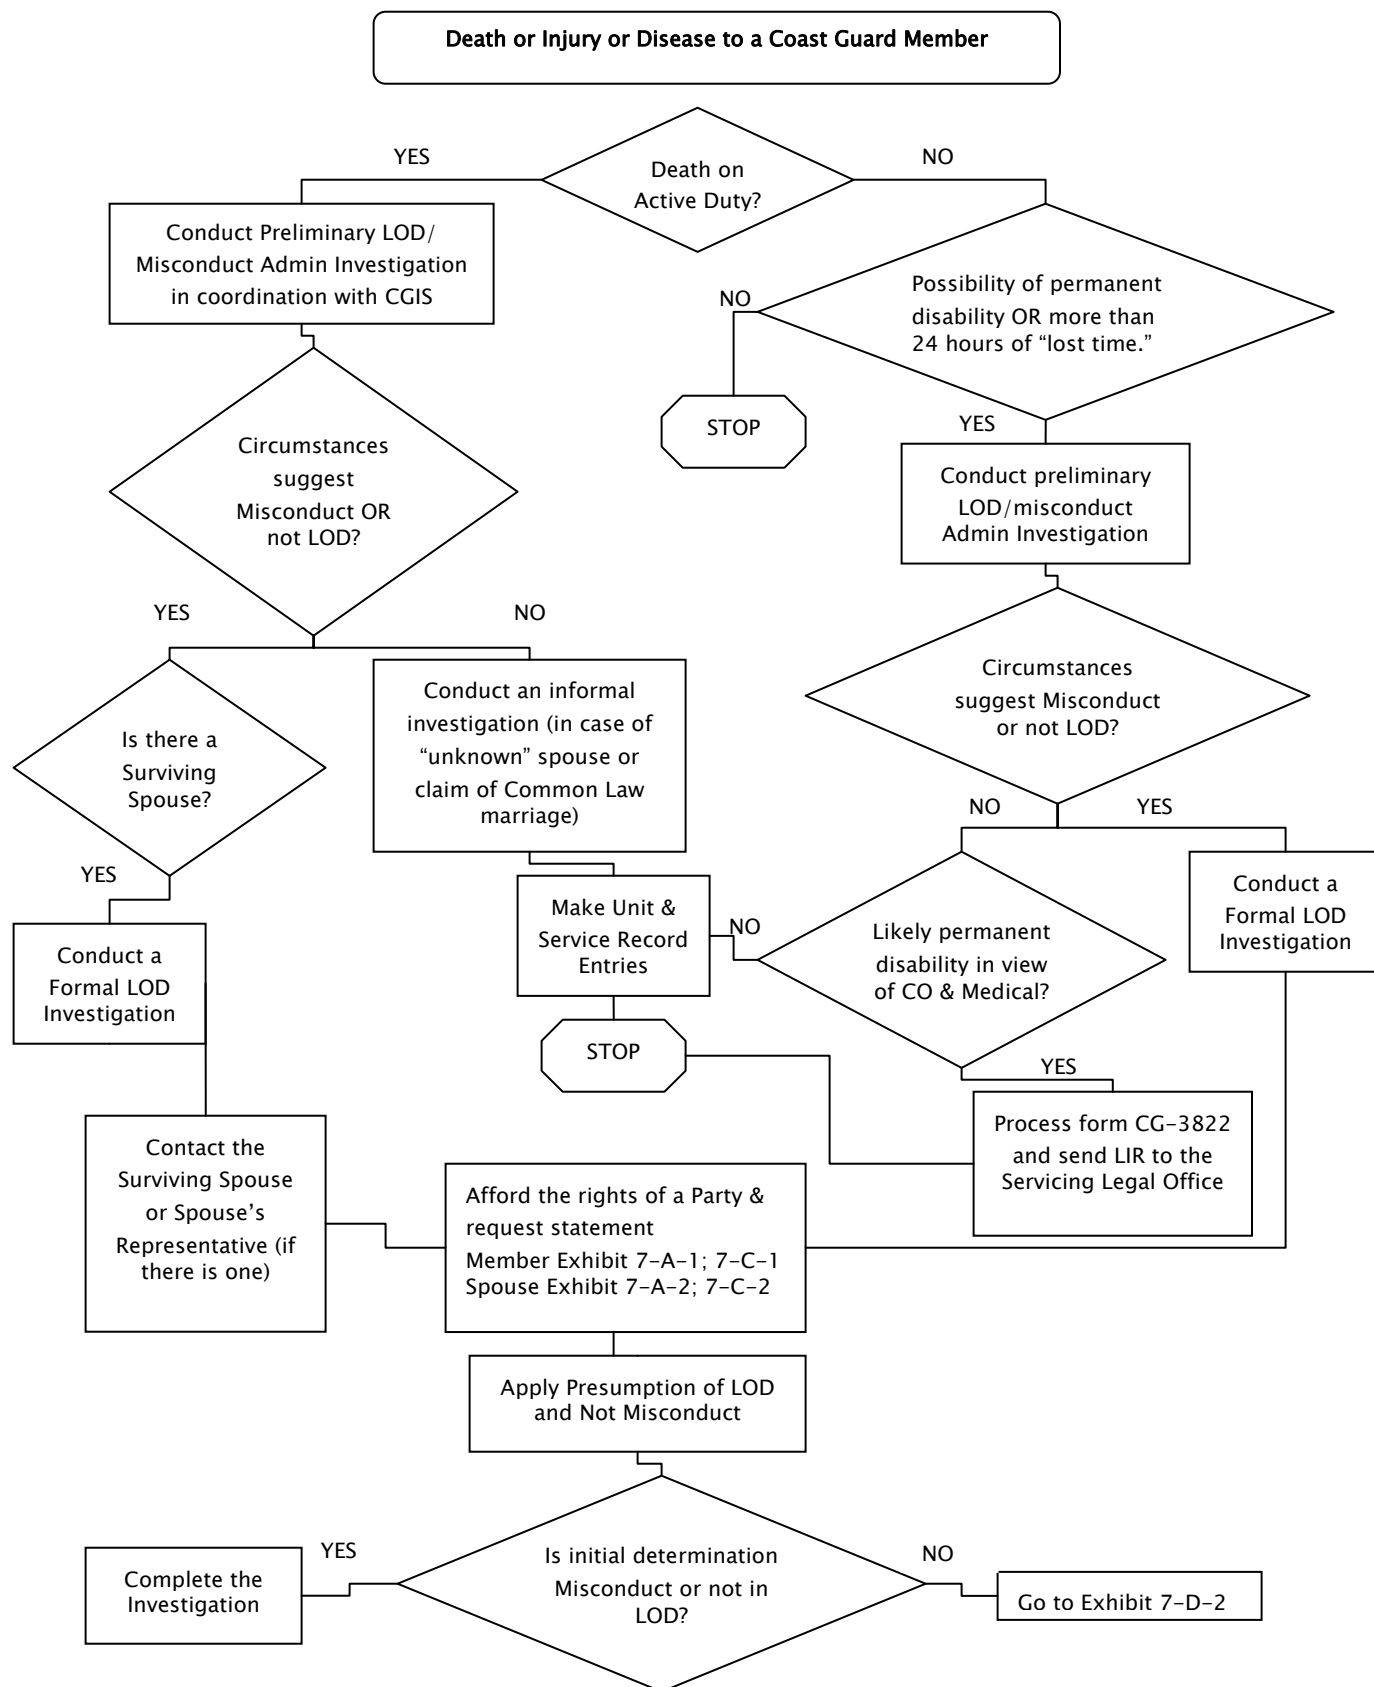 Death or Injury or Disease to a Coast Guard Member
YES
NO
Death on
Active Duty?
Conduct Preliminary LOD/
Misconduct Admin Investigation
in coordination with CGIS
Possibility of permanent
disability OR more than
24 hours of “lost time.”
NO
STOP
YES
Circumstances
suggest
Misconduct OR
not LOD?
Conduct preliminary
LOD/misconduct
Admin Investigation
YES
NO
Circumstances
suggest Misconduct
or not LOD?
Is there a
Surviving
Spouse?
Conduct an informal
investigation (in case of
“unknown” spouse or
claim of Common Law
marriage)
NO
YES
YES
Conduct a
Formal LOD
Investigation
Make Unit &
Service Record
Entries
NO
Likely permanent
disability in view
of CO & Medical?
Conduct a
Formal LOD
Investigation
STOP
YES
Process form CG-3822
and send LIR to the
Servicing Legal Office
Contact the
Surviving Spouse
or Spouse’s
Representative (if
there is one)
Afford the rights of a Party &
request statement
Member Exhibit 7-A-1; 7-C-1
Spouse Exhibit 7-A-2; 7-C-2
Apply Presumption of LOD
and Not Misconduct
YES
Is initial determination
Misconduct or not in
LOD?
NO
Complete the
Investigation
Go to Exhibit 7-D-2